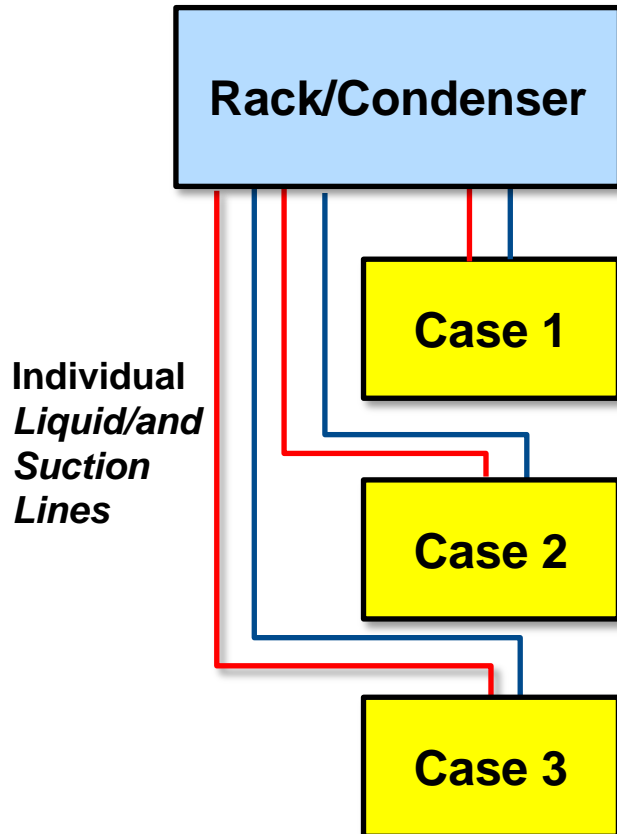 Rack/Condenser
Case 1
Individual
Liquid/and
Suction
Lines
Case 2
Case 3